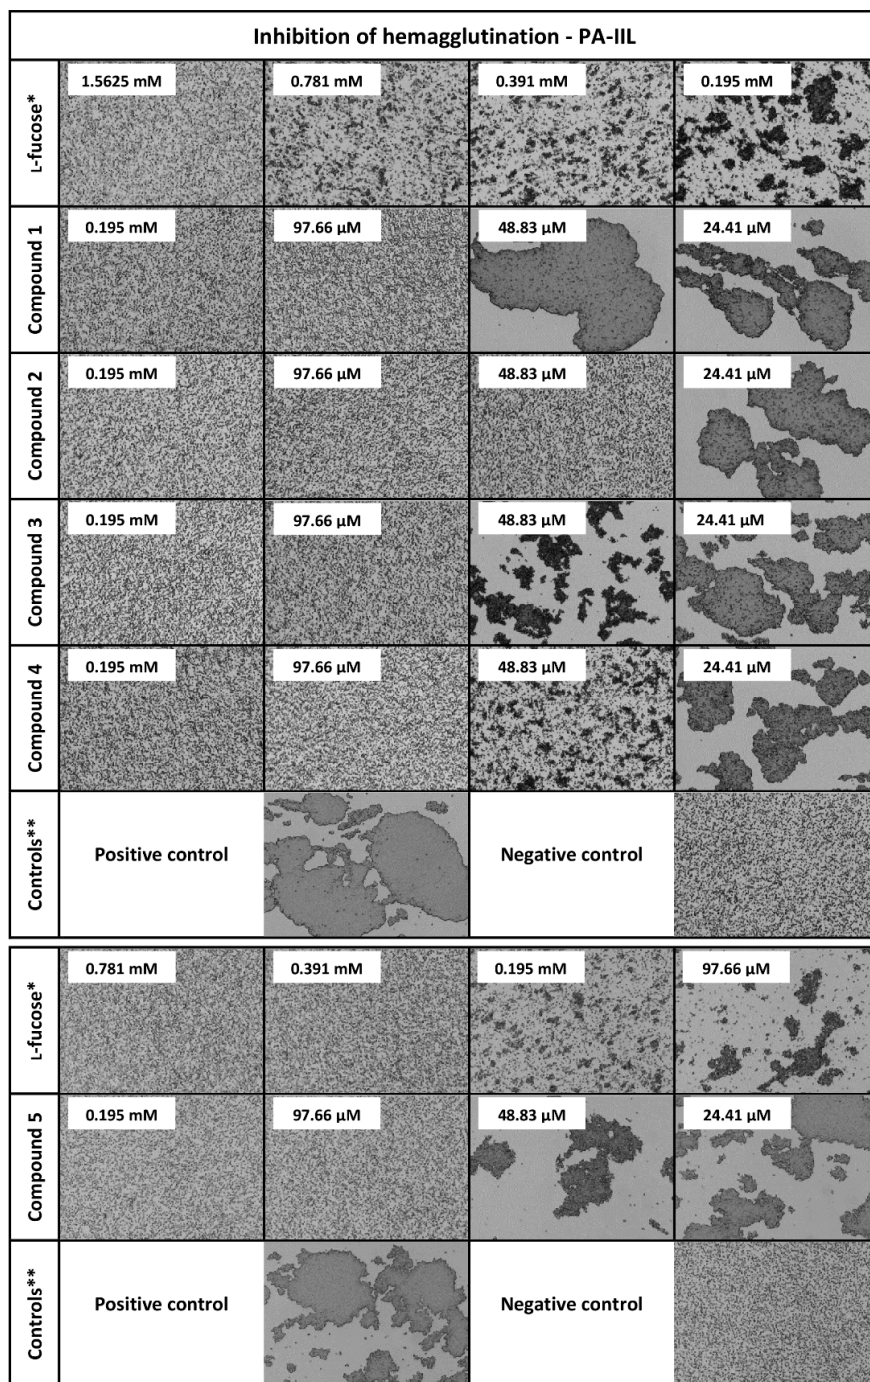 Inhibition of hemagglutination - PA-IIL
L-fucose*
1.5625 mM
0.781 mM
0.391 mM
0.195 mM
Compound 1
0.195 mM
97.66 µM
48.83 µM
24.41 µM
Compound 2
0.195 mM
97.66 µM
48.83 µM
24.41 µM
Compound 3
0.195 mM
97.66 µM
48.83 µM
24.41 µM
Compound 4
0.195 mM
97.66 µM
48.83 µM
24.41 µM
Controls**
Positive control
Negative control
L-fucose*
0.781 mM
0.391 mM
0.195 mM
97.66 µM
Compound 5
0.195 mM
97.66 µM
48.83 µM
24.41 µM
Controls**
Positive control
Negative control